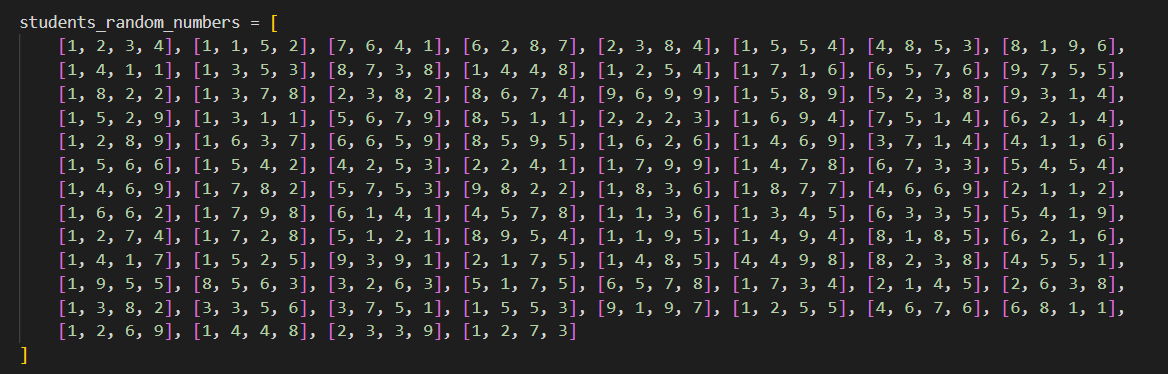 students_random_numbers = [
[1, 2, 3, 4], [1, 1, 5, 2], [7, 6, 4, 1], [6, 2, 8, 7], [2, 3, 8, 4], [1, 5, 5, 4], [4, 8, 5, 3], [8, 1, 9, 6],
[1, 4, 1, 1], [1, 3, 5, 3], [8, 7, 3, 8], [1, 4, 4, 8], [1, 2, 5, 4], [1, 7, 1, 6], [6, 5, 7, 6], [9, 7, 5, 5],
[1, 8, 2, 2], [1, 3, 7, 8], [2, 3, 8, 2], [8, 6, 7, 4], [9, 6, 9, 9], [1, 5, 8, 9], [5, 2, 3, 8], [9, 3, 1, 4],
[1, 5, 2, 9], [1, 3, 1, 1], [5, 6, 7, 9], [8, 5, 1, 1], [2, 2, 2, 3], [1, 6, 9, 4], [7, 5, 1, 4], [6, 2, 1, 4],
[1, 2, 8, 9], [1, 6, 3, 7], [6, 6, 5, 9], [8, 5, 9, 5], [1, 6, 2, 6], [1, 4, 6, 9], [3, 7, 1, 4], [4, 1, 1, 6],
[1, 5, 6, 6], [1, 5, 4, 2], [4, 2, 5, 3], [2, 2, 4, 1], [1, 7, 9, 9], [1, 4, 7, 8], [6, 7, 3, 3], [5, 4, 5, 4],
[1, 4, 6, 9], [1, 7, 8, 2], [5, 7, 5, 3], [9, 8, 2, 2], [1, 8, 3, 6], [1, 8, 7, 7], [4, 6, 6, 9], [2, 1, 1, 2],
[1, 6, 6, 2], [1, 7, 9, 8], [6, 1, 4, 1], [4, 5, 7, 8], [1, 1, 3, 6], [1, 3, 4, 5], [6, 3, 3, 5], [5, 4, 1, 9],
[1, 2, 7, 4], [1, 7, 2, 8], [5, 1, 2, 1], [8, 9, 5, 4], [1, 1, 9, 5], [1, 4, 9, 4], [8, 1, 8, 5], [6, 2, 1, 6],
[1, 4, 1, 7], [1, 5, 2, 5], [9, 3, 9, 1], [2, 1, 7, 5], [1, 4, 8, 5], [4, 4, 9, 8], [8, 2, 3, 8], [4, 5, 5, 1],
[1, 9, 5, 5], [8, 5, 6, 3], [3, 2, 6, 3], [5, 1, 7, 5], [6, 5, 7, 8], [1, 7, 3, 4], [2, 1, 4, 5], [2, 6, 3, 8],
[1, 3, 8, 2], [3, 3, 5, 6], [3, 7, 5, 1], [1, 5, 5, 3], [9, 1, 9, 7], [1, 2, 5, 5], [4, 6, 7, 6], [6, 8, 1, 1],
[1, 2, 6, 9], [1, 4, 4, 8], [2, 3, 3, 9], [1, 2, 7, 3]
]